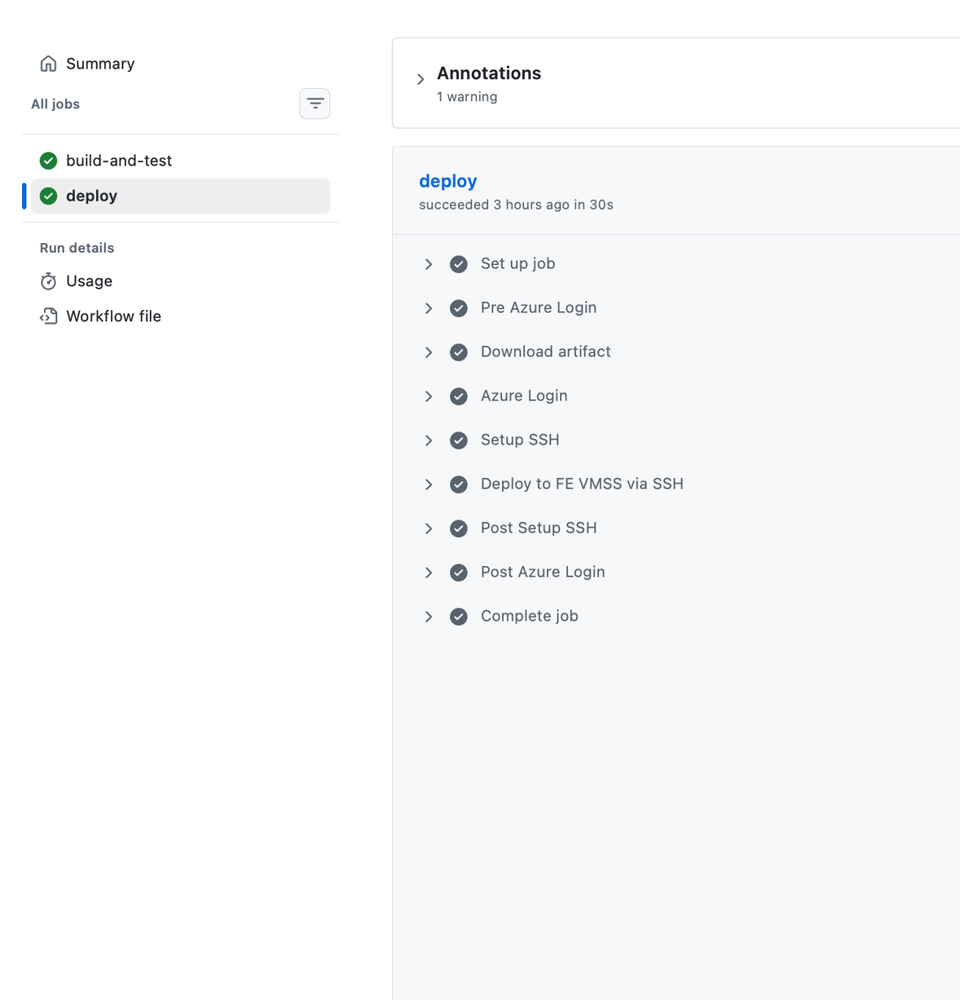 Summary
All jobs
build-and-test
deploy
Run details
Usage
Workflow file
Annotations
1 warning
deploy
succeeded 3 hours ago in 30s
Set up job
Pre Azure Login
Download artifact
Azure Login
Setup SSH
Deploy to FE VMSS via SSH
Post Setup SSH
Post Azure Login
Complete job